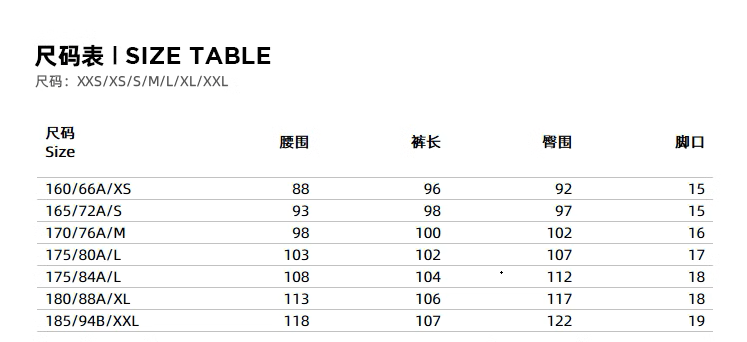 尺码表 | SIZE TABLE
尺码：XXS/XS/S/M/L/XL/XXL
尺码 Size 腰围 裤长 臀围 脚口
160/66A/XS 88 96 92 15
165/72A/S 93 98 97 15
170/76A/M 98 100 102 16
175/80A/L 103 102 107 17
175/84A/L 108 104 112 18
180/88A/XL 113 106 117 18
185/94B/XXL 118 107 122 19